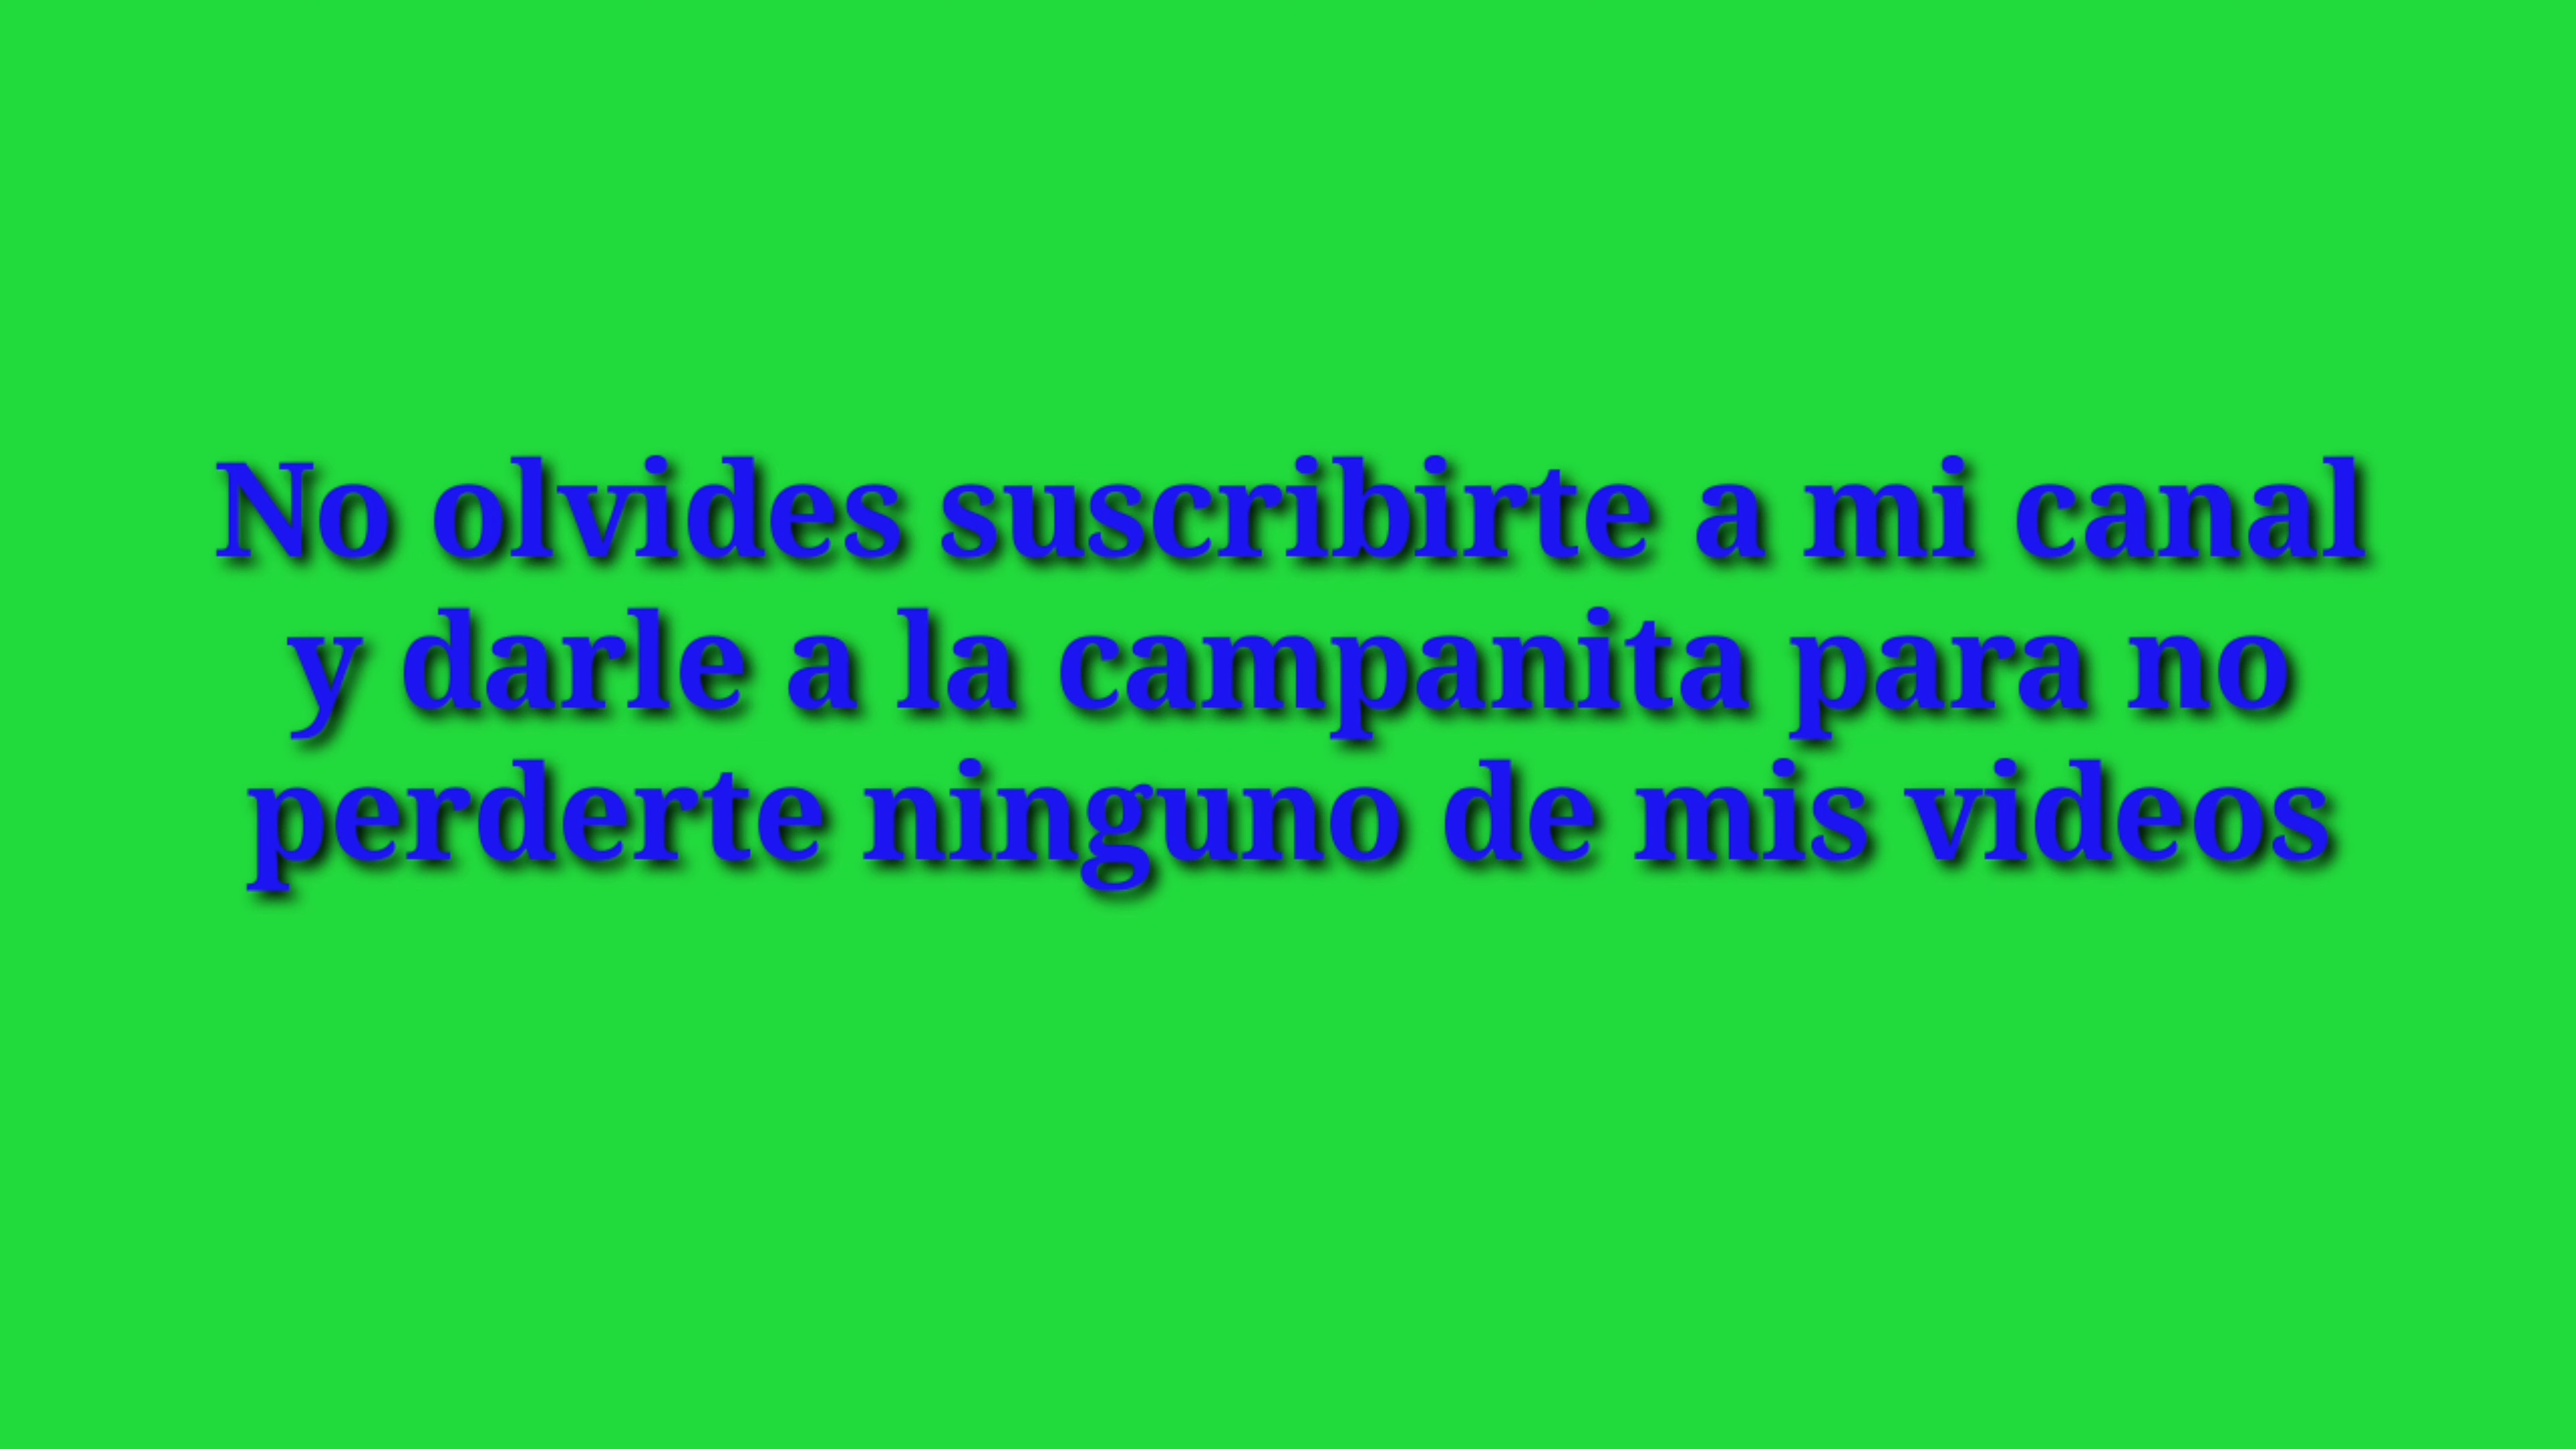 No olvides suscribirte a mi canal
y darle a la campanita para no
perderte ninguno de mis videos